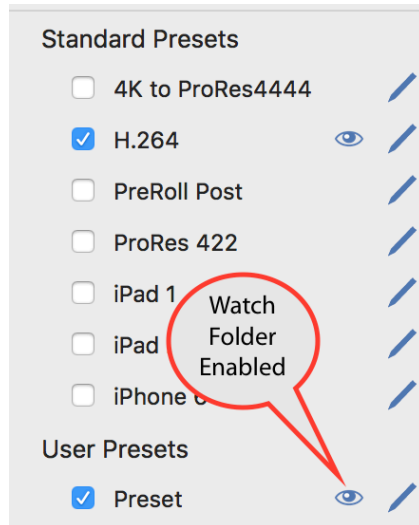 Standard Presets
4K to ProRes4444
H.264
PreRoll Post
ProRes 422
iPad 1
iPad
iPhone 6
Watch
Folder
Enabled
User Presets
Preset